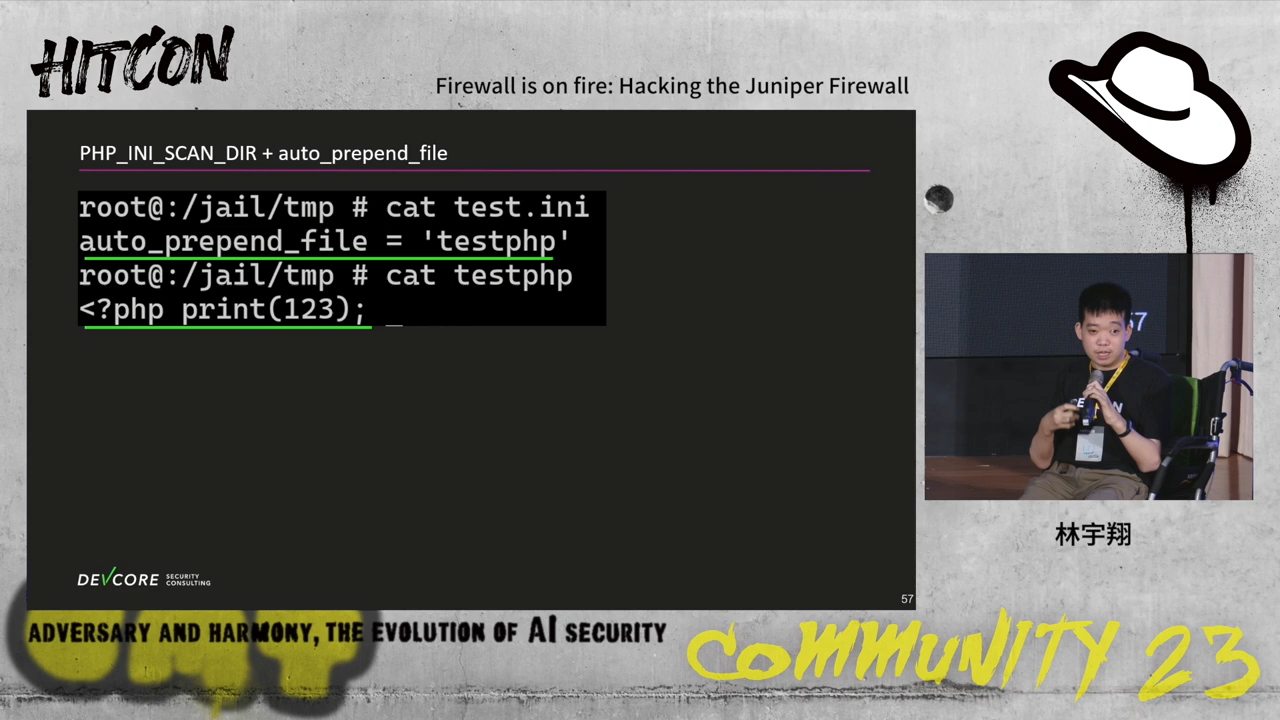 HITCON
Firewall is on fire: Hacking the Juniper Firewall
PHP_INI_SCAN_DIR + auto_prepend_file
root@:/jail/tmp # cat test.ini
auto_prepend_file = 'testphp'
root@:/jail/tmp # cat testphp
<?php print(123); _
DEVCORE SECURITY CONSULTING
57
57
林宇翔
ADVERSARY AND HARMONY, THE EVOLUTION OF AI SECURITY
COMMUNITY 23